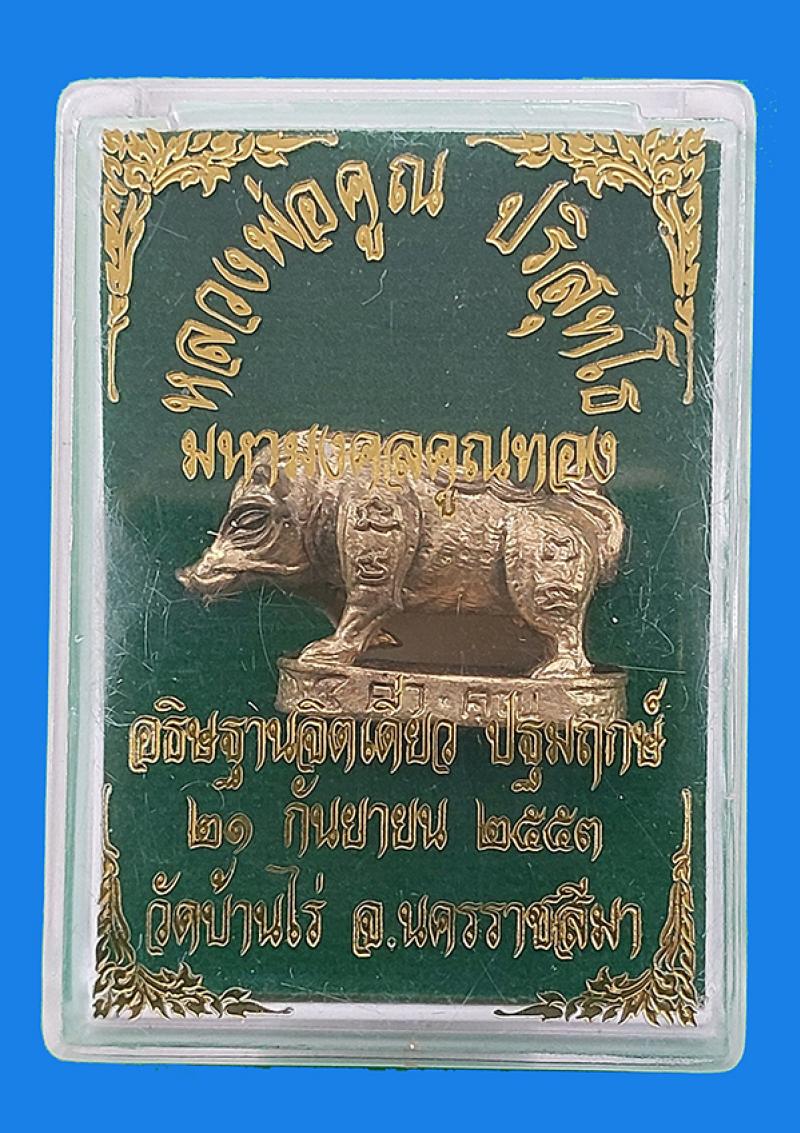 หลวงพ่อคูณ ปริสุทโธ
มหามงคลคูณทอง
อธิษฐานจิตเดี่ยว ปฐมฤกษ์
๒๑ กันยายน ๒๕๕๓
วัดบ้านไร่ จ.นครราชสีมา